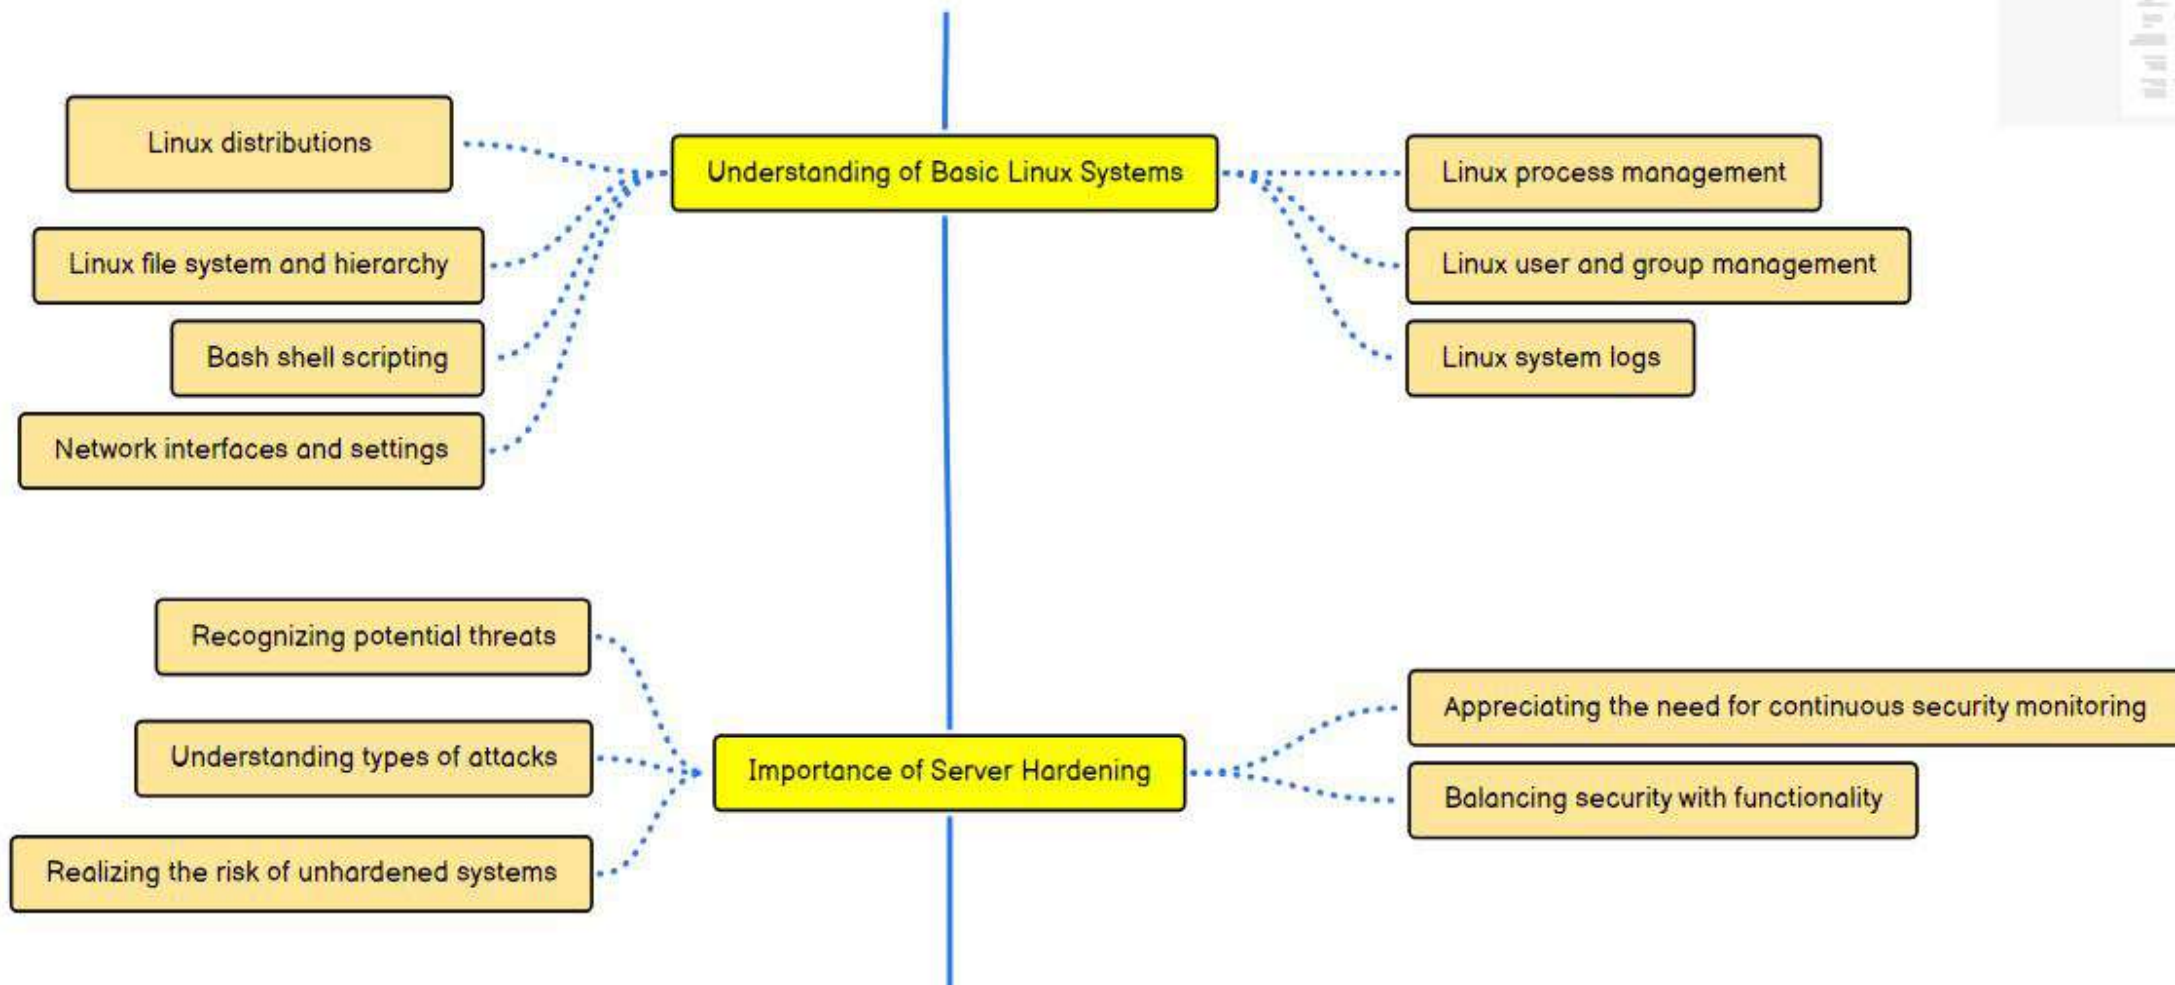 Linux distributions
Understanding of Basic Linux Systems
Linux process management
Linux file system and hierarchy
Linux user and group management
Bash shell scripting
Linux system logs
Network interfaces and settings
Recognizing potential threats
Appreciating the need for continuous security monitoring
Understanding types of attacks
Importance of Server Hardening
Balancing security with functionality
Realizing the risk of unhardened systems